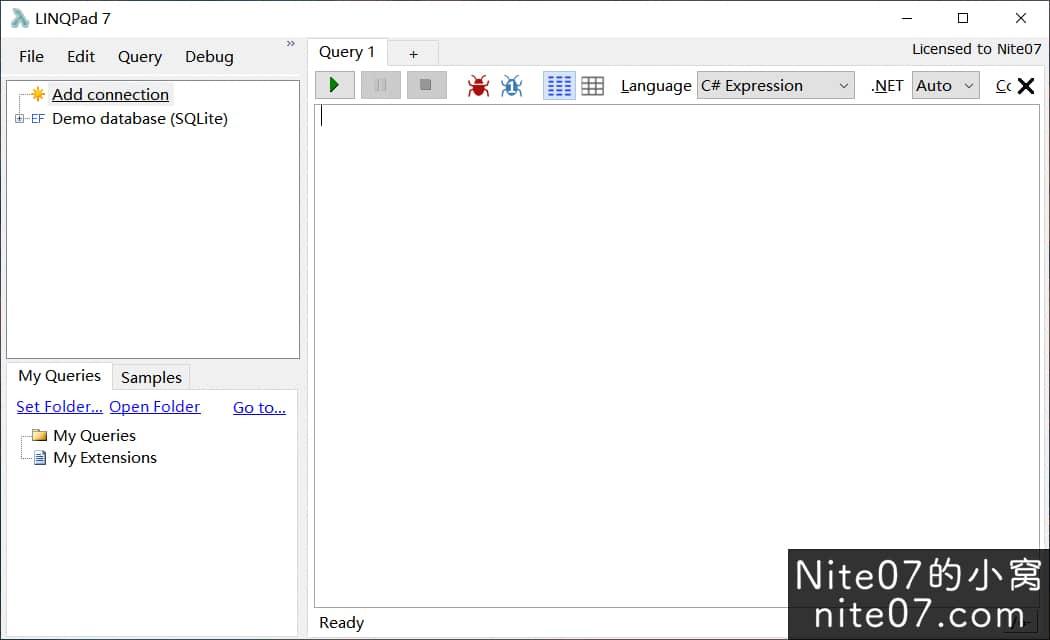 LINQPad 7
File Edit Query Debug »
Query 1 +
Licensed to Nite07
Language C# Expression .NET Auto
Add connection
EF Demo database (SQLite)
My Queries Samples
Set Folder... Open Folder Go to...
My Queries
My Extensions
Ready
Nite07的小窝
nite07.com